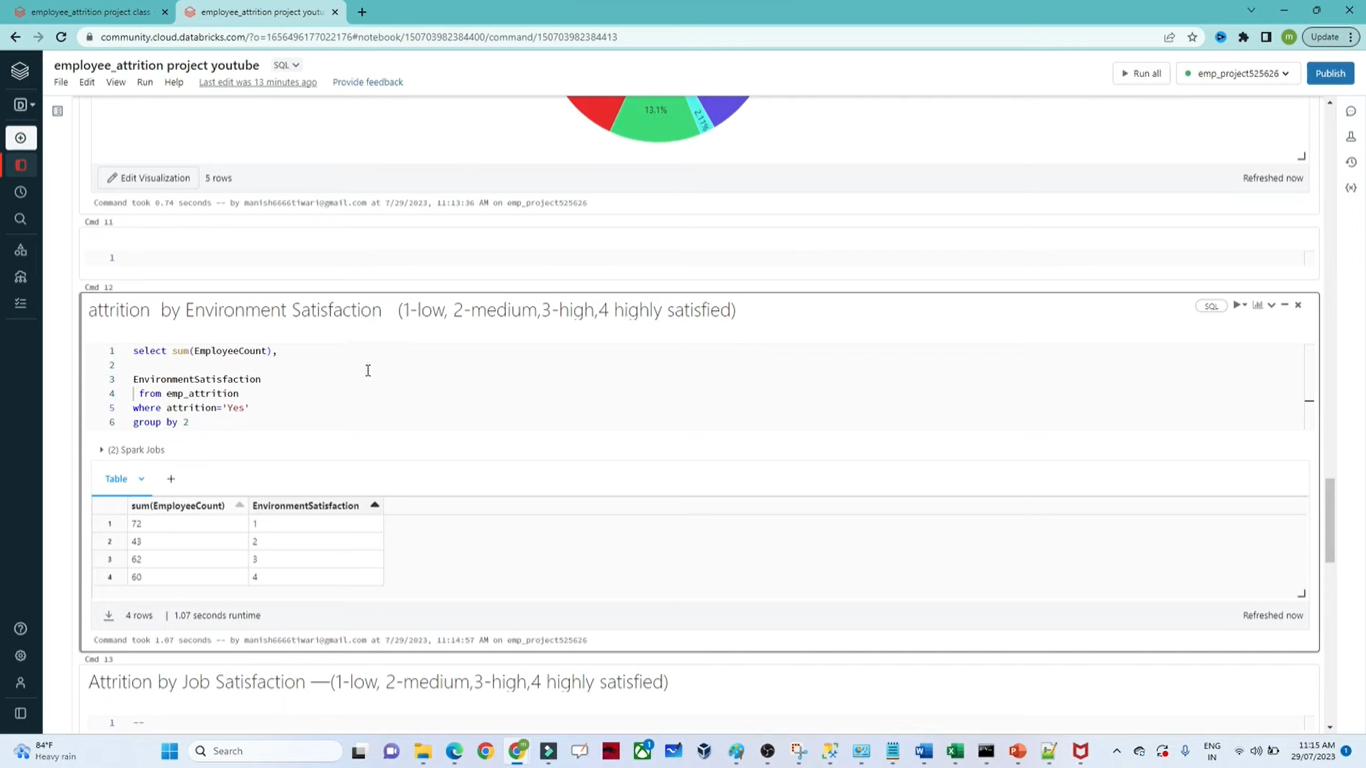 employee_attrition project class
employee_attrition project youtu
community.cloud.databricks.com/?o=1656496177022176#notebook/150703982384400/command/150703982384413
m
Update
employee_attrition project youtube
SQL
File Edit View Run Help Last edit was 13 minutes ago Provide feedback
Run all
emp_project525626
Publish
D
13.1%
2.11%
Edit Visualization
5 rows
Refreshed now
Command took 0.74 seconds -- by manish6666tiwari@gmail.com at 7/29/2023, 11:13:36 AM on emp_project525626
Cmd 11
1
Cmd 12
attrition by Environment Satisfaction (1-low, 2-medium,3-high,4 highly satisfied)
SQL
1 select sum(EmployeeCount),
2
3 EnvironmentSatisfaction
4 from emp_attrition
5 where attrition='Yes'
6 group by 2
(2) Spark Jobs
Table +
sum(EmployeeCount) EnvironmentSatisfaction
1 72 1
2 43 2
3 62 3
4 60 4
4 rows | 1.07 seconds runtime
Refreshed now
Command took 1.07 seconds -- by manish6666tiwari@gmail.com at 7/29/2023, 11:14:57 AM on emp_project525626
Cmd 13
Attrition by Job Satisfaction —(1-low, 2-medium,3-high,4 highly satisfied)
1 --
84°F
Heavy rain
Search
ENG
IN
11:15 AM
29/07/2023